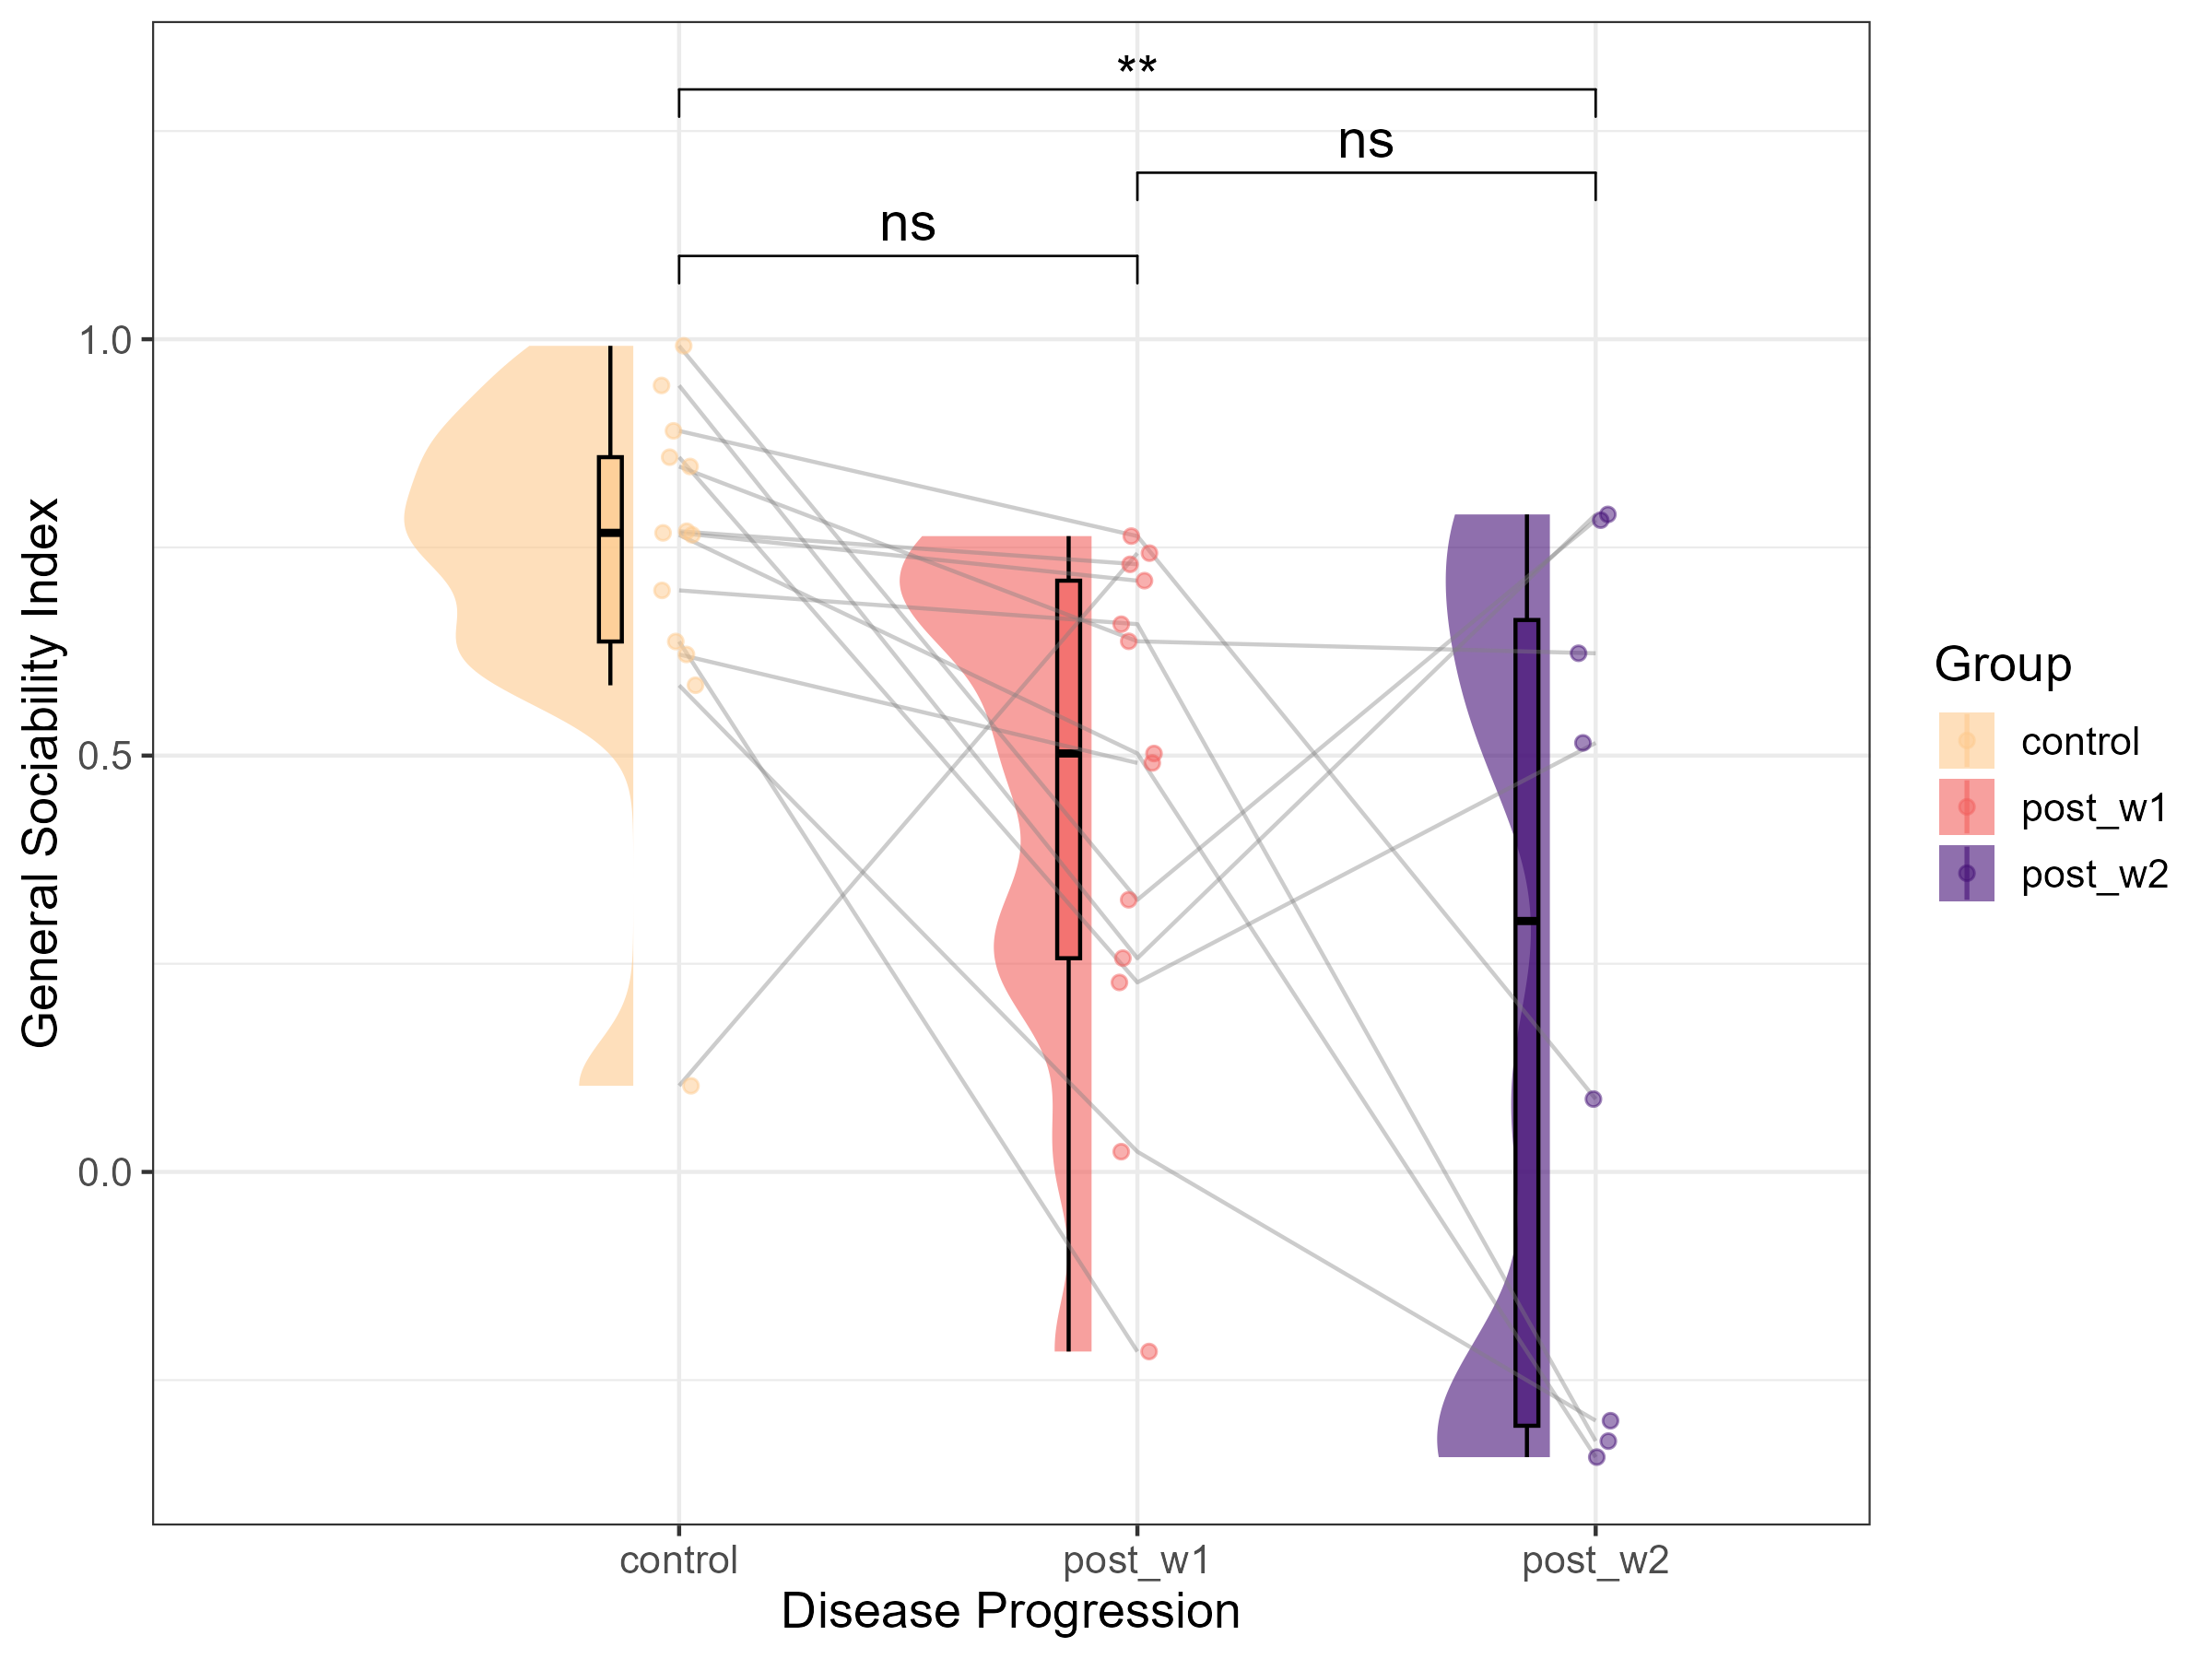 **
ns
ns
1.0
0.5
0.0
General Sociability Index
control
post_w1
post_w2
Disease Progression
Group
control
post_w1
post_w2